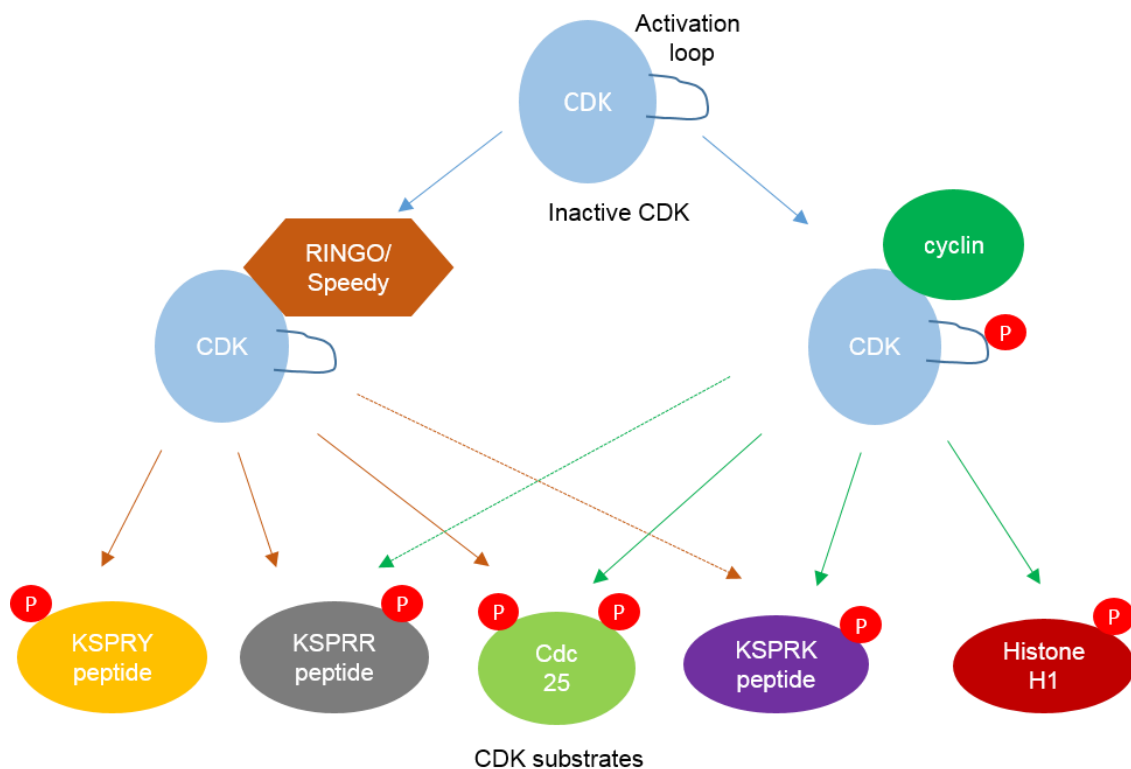 Activation
loop
CDK
Inactive CDK
RINGO/
Speedy
cyclin
CDK
CDK
P
P
P
P
P
P
P
KSPRY
peptide
KSPRR
peptide
Cdc
25
KSPRK
peptide
Histone
H1
CDK substrates